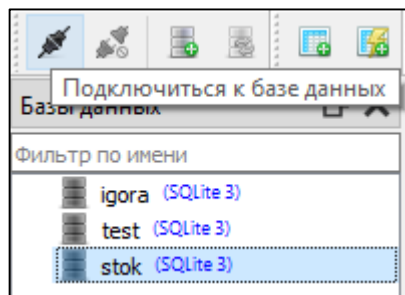 Подключиться к базе данных
Базы данных
Фильтр по имени
igora (SQLite 3)
test (SQLite 3)
stok (SQLite 3)